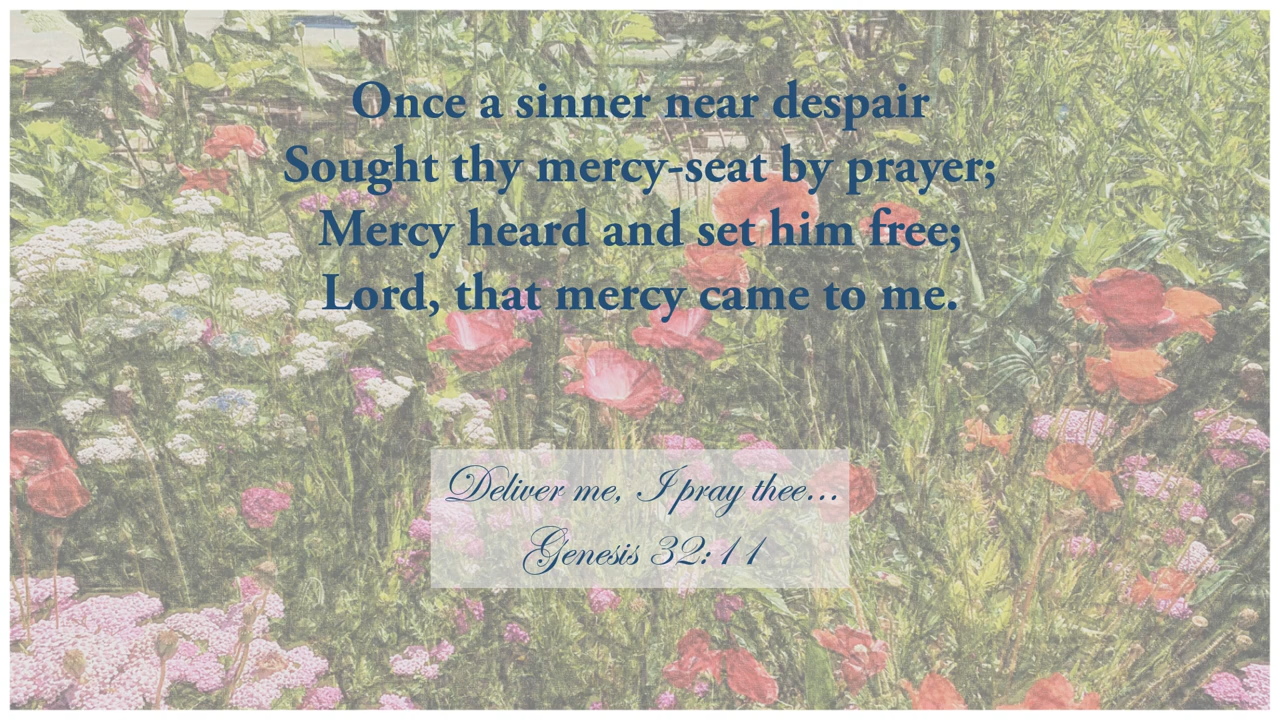 Once a sinner near despair
Sought thy mercy-seat by prayer;
Mercy heard and set him free;
Lord, that mercy came to me.
Deliver me, I pray thee...
Genesis 32:11